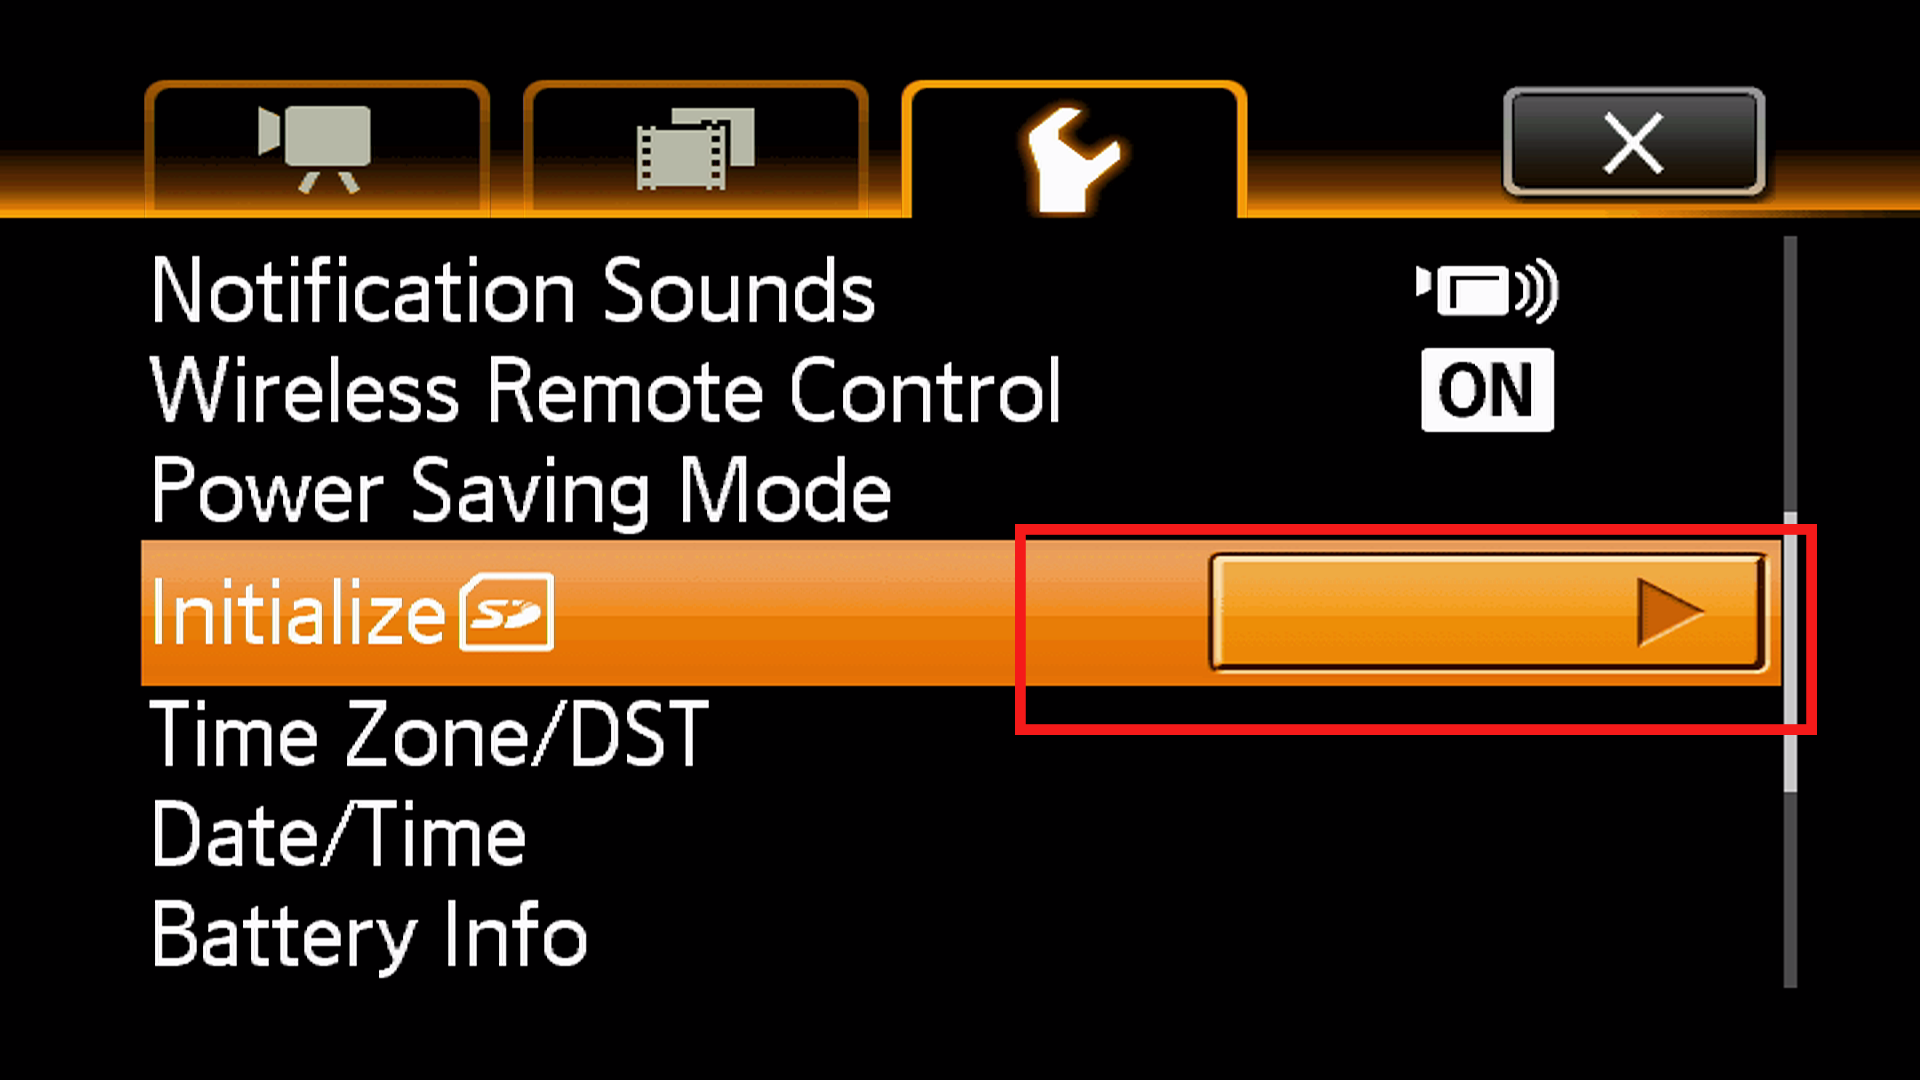 Notification Sounds
Wireless Remote Control ON
Power Saving Mode
Initialize SD
Time Zone/DST
Date/Time
Battery Info